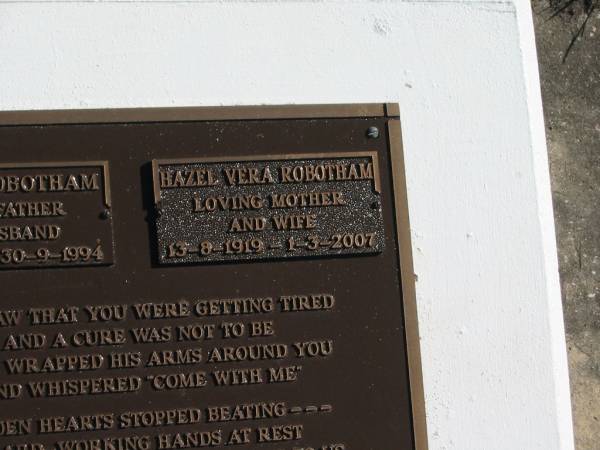 OBOTHAM
FATHER
SBAND
30-9-1994
HAZEL VERA ROBOTHAM
LOVING MOTHER
AND WIFE
13-8-1919 - 1-3-2007
AW THAT YOU WERE GETTING TIRED
AND A CURE WAS NOT TO BE
WRAPPED HIS ARMS AROUND YOU
ND WHISPERED "COME WITH ME"
DEN HEARTS STOPPED BEATING ---
ARD-WORKING HANDS AT REST